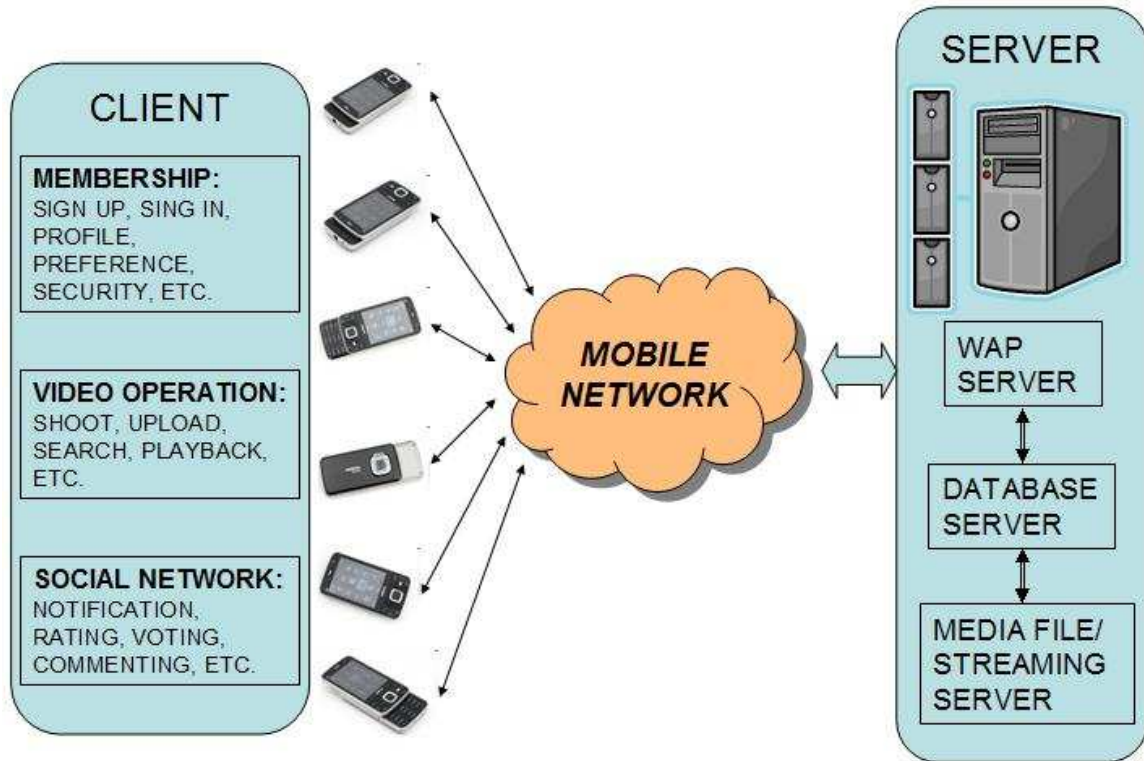 CLIENT
MEMBERSHIP:
SIGN UP, SING IN,
PROFILE,
PREFERENCE,
SECURITY, ETC.
VIDEO OPERATION:
SHOOT, UPLOAD,
SEARCH, PLAYBACK,
ETC.
SOCIAL NETWORK:
NOTIFICATION,
RATING, VOTING,
COMMENTING, ETC.
MOBILE
NETWORK
SERVER
WAP
SERVER
DATABASE
SERVER
MEDIA FILE/
STREAMING
SERVER